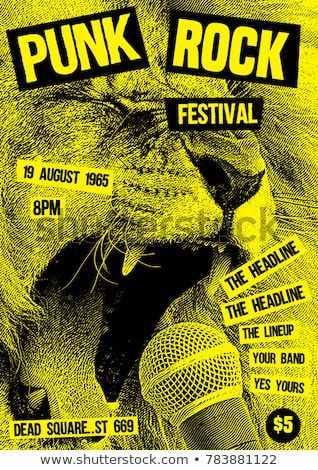 PUNK ROCK
FESTIVAL
19 AUGUST 1965
8PM
shutterstock
THE HEADLINE
THE HEADLINE
THE LINEUP
YOUR BAND
YES YOURS
DEAD SQUARE..ST 669
$5
www.shutterstock.com · 783881122